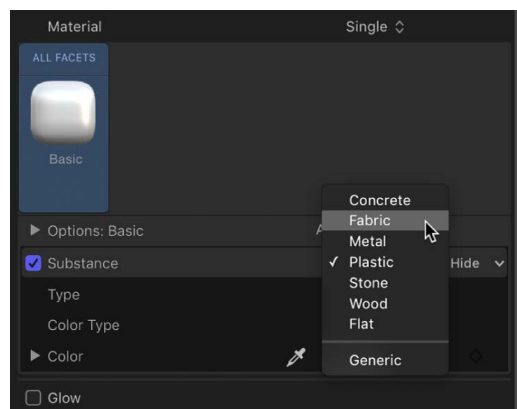 Material Single
ALL FACETS
Basic
Concrete
Fabric
Options: Basic
Metal
Substance ✓ Plastic Hide
Stone
Type
Wood
Color Type
Flat
Color
Generic
Glow